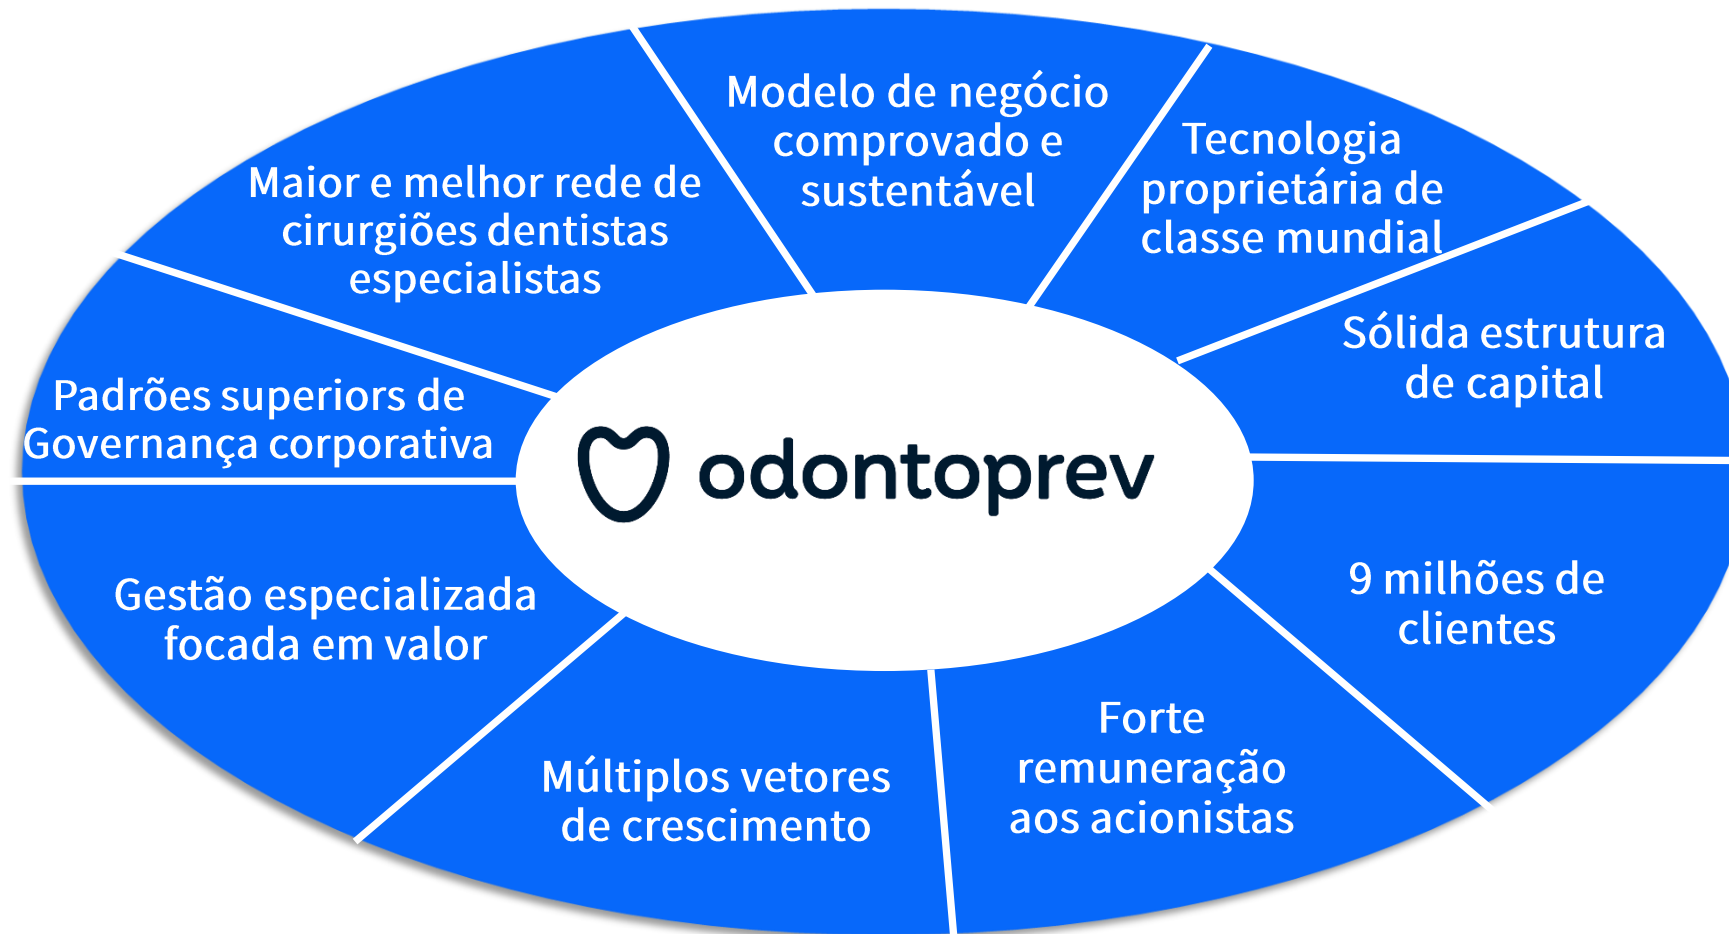 Modelo de negócio
comprovado e
sustentável
Tecnologia
proprietária de
classe mundial
Sólida estrutura
de capital
9 milhões de
clientes
Forte
remuneração
aos acionistas
Múltiplos vetores
de crescimento
Gestão especializada
focada em valor
Padrões superiors de
Governança corporativa
Maior e melhor rede de
cirurgiões dentistas
especialistas
odontoprev